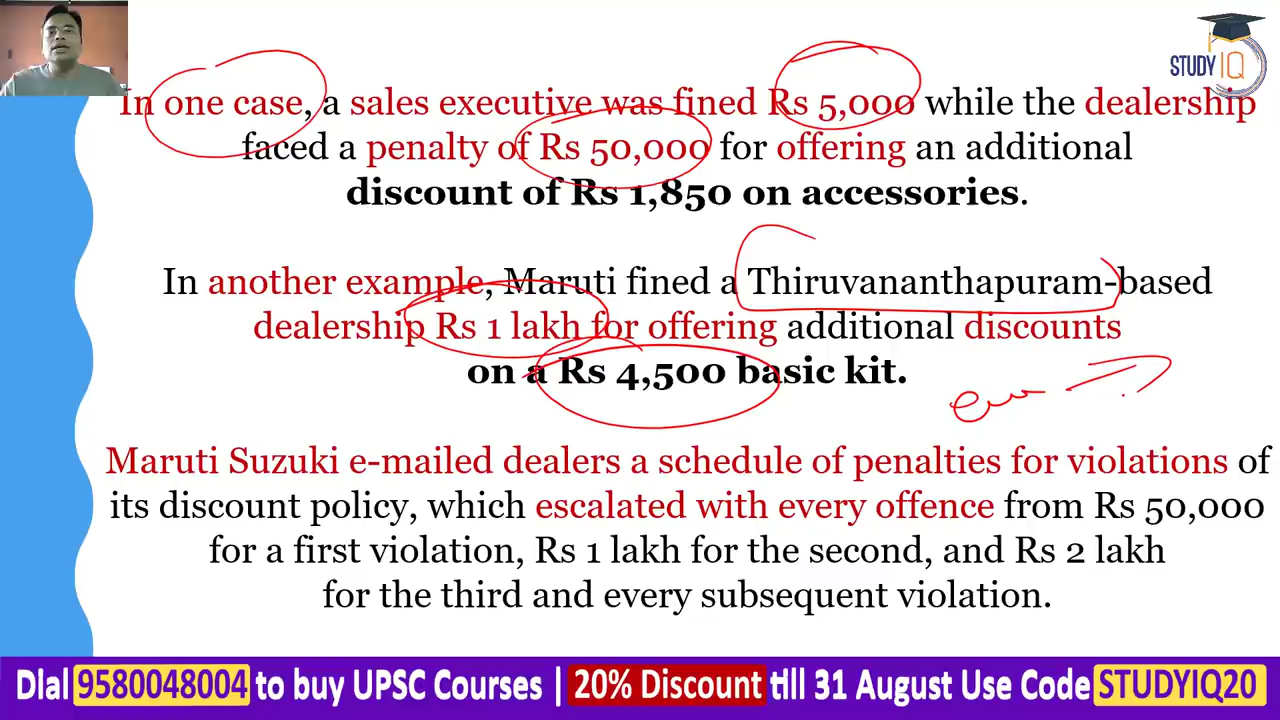 STUDY IQ
In one case, a sales executive was fined Rs 5,000 while the dealership
faced a penalty of Rs 50,000 for offering an additional
discount of Rs 1,850 on accessories.
In another example, Maruti fined a Thiruvananthapuram-based
dealership Rs 1 lakh for offering additional discounts
on a Rs 4,500 basic kit.
Maruti Suzuki e-mailed dealers a schedule of penalties for violations of
its discount policy, which escalated with every offence from Rs 50,000
for a first violation, Rs 1 lakh for the second, and Rs 2 lakh
for the third and every subsequent violation.
Dial 9580048004 to buy UPSC Courses | 20% Discount till 31 August Use Code STUDYIQ20